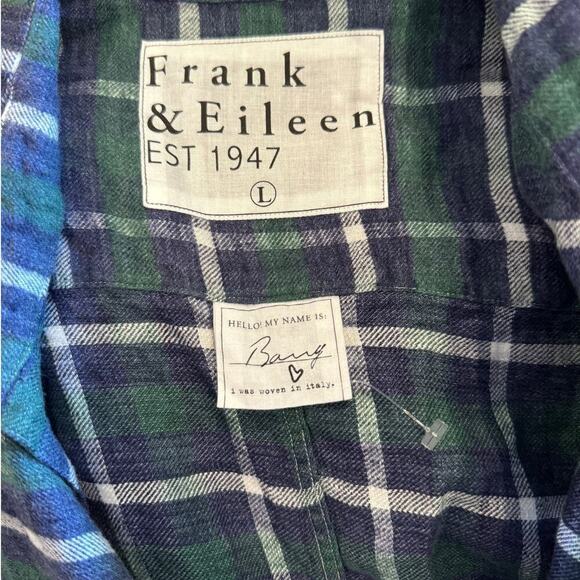 Frank
& Eileen
EST 1947
L
HELLO! MY NAME IS:
Barry
i was woven in italy.